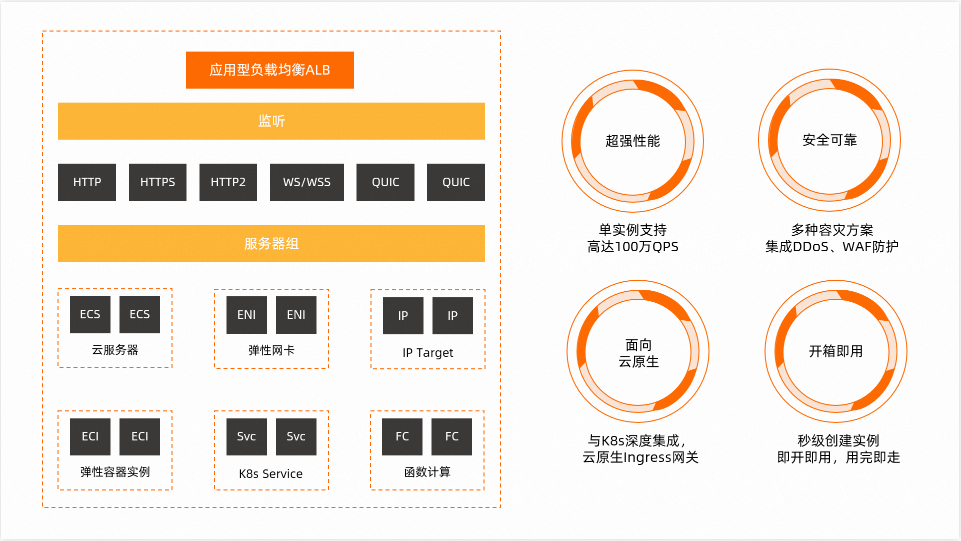 应用型负载均衡ALB
监听
HTTP
HTTPS
HTTP2
WS/WSS
QUIC
QUIC
服务器组
ECS
ECS
云服务器
ENI
ENI
弹性网卡
IP
IP
IP Target
ECI
ECI
弹性容器实例
Svc
Svc
K8s Service
FC
FC
函数计算
超强性能
单实例支持
高达100万QPS
安全可靠
多种容灾方案
集成DDoS、WAF防护
面向
云原生
与K8s深度集成，
云原生Ingress网关
开箱即用
秒级创建实例
即开即用，用完即走